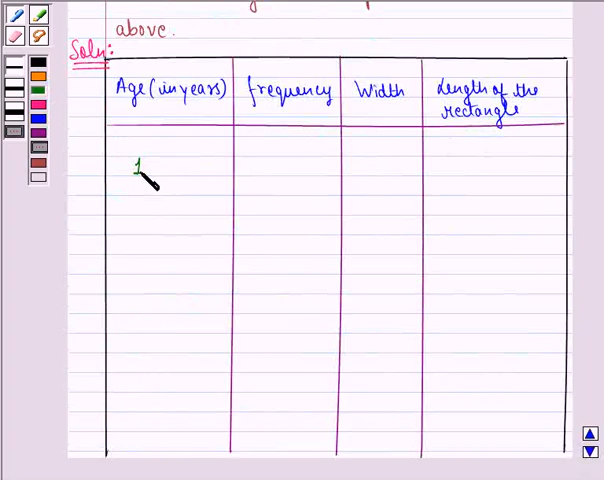 above.
Soln:
Age (in years) frequency Width Length of the
rectangle
1